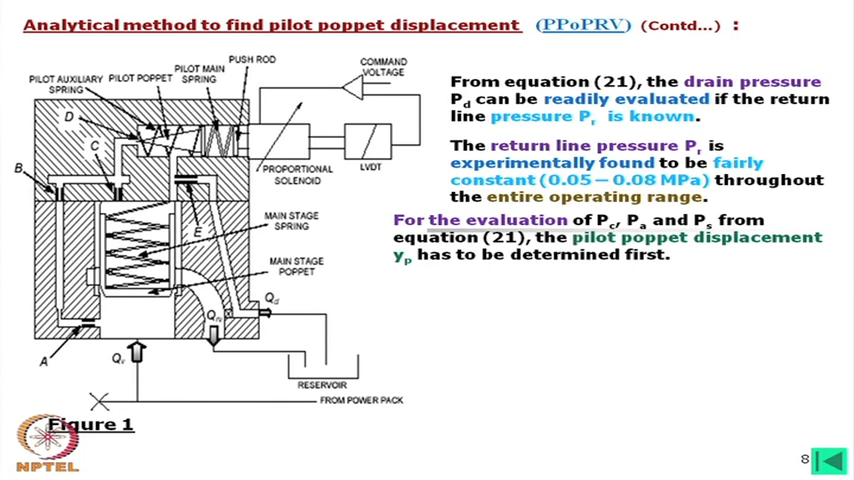 Analytical method to find pilot poppet displacement (PPoPRV) (Contd...) :
PILOT AUXILIARY SPRING
PILOT POPPET
PILOT MAIN SPRING
PUSH ROD
COMMAND VOLTAGE
D
C
B
PROPORTIONAL SOLENOID
LVDT
E
MAIN STAGE SPRING
MAIN STAGE POPPET
Qd
A
Qv
RESERVOIR
FROM POWER PACK
Figure 1
From equation (21), the drain pressure
Pd can be readily evaluated if the return
line pressure Pr is known.
The return line pressure Pr is
experimentally found to be fairly
constant (0.05 – 0.08 MPa) throughout
the entire operating range.
For the evaluation of Pc, Pa and Ps from
equation (21), the pilot poppet displacement
yp has to be determined first.
NPTEL
8